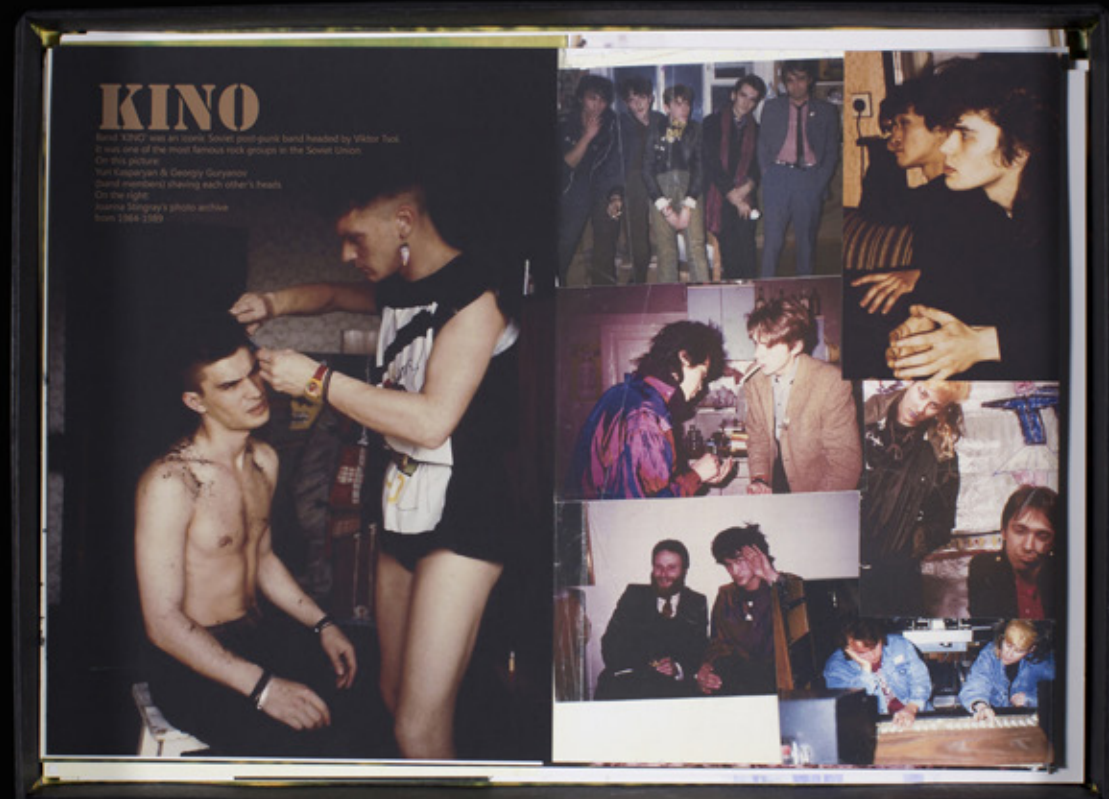 KINO
Band 'KINO' was an iconic Soviet post-punk band headed by Viktor Tsoi.
It was one of the most famous rock groups in the Soviet Union.
On this picture:
Yuri Kasparyan & Georgiy Guryanov
(band members) shaving each other's heads
On the right:
Joanna Stingray's photo archive
from 1984-1989